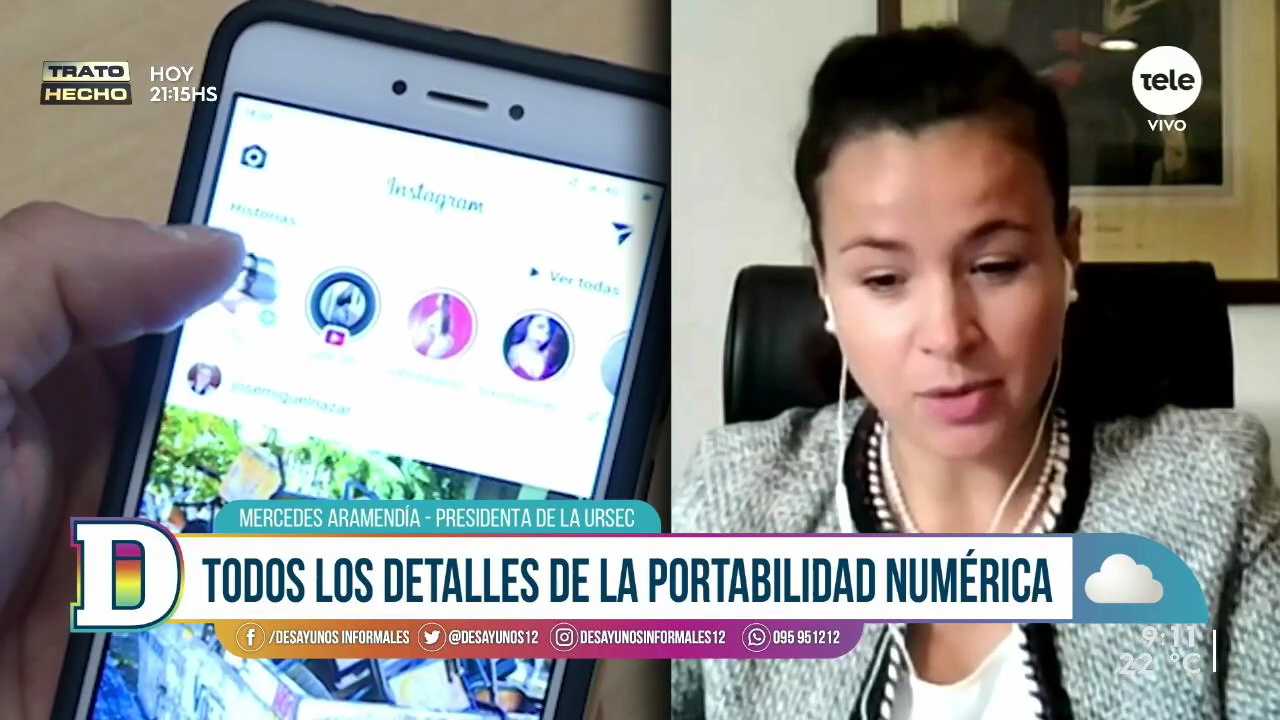 TRATO
HECHO
HOY
21:15HS
tele
VIVO
Instagram
Historias
Ver todas
josemiguelnazar
MERCEDES ARAMENDÍA - PRESIDENTA DE LA URSEC
D
TODOS LOS DETALLES DE LA PORTABILIDAD NUMÉRICA
/DESAYUNOS INFORMALES @DESAYUNOS12 DESAYUNOSINFORMALES12 095 951212
9:11
22 °C